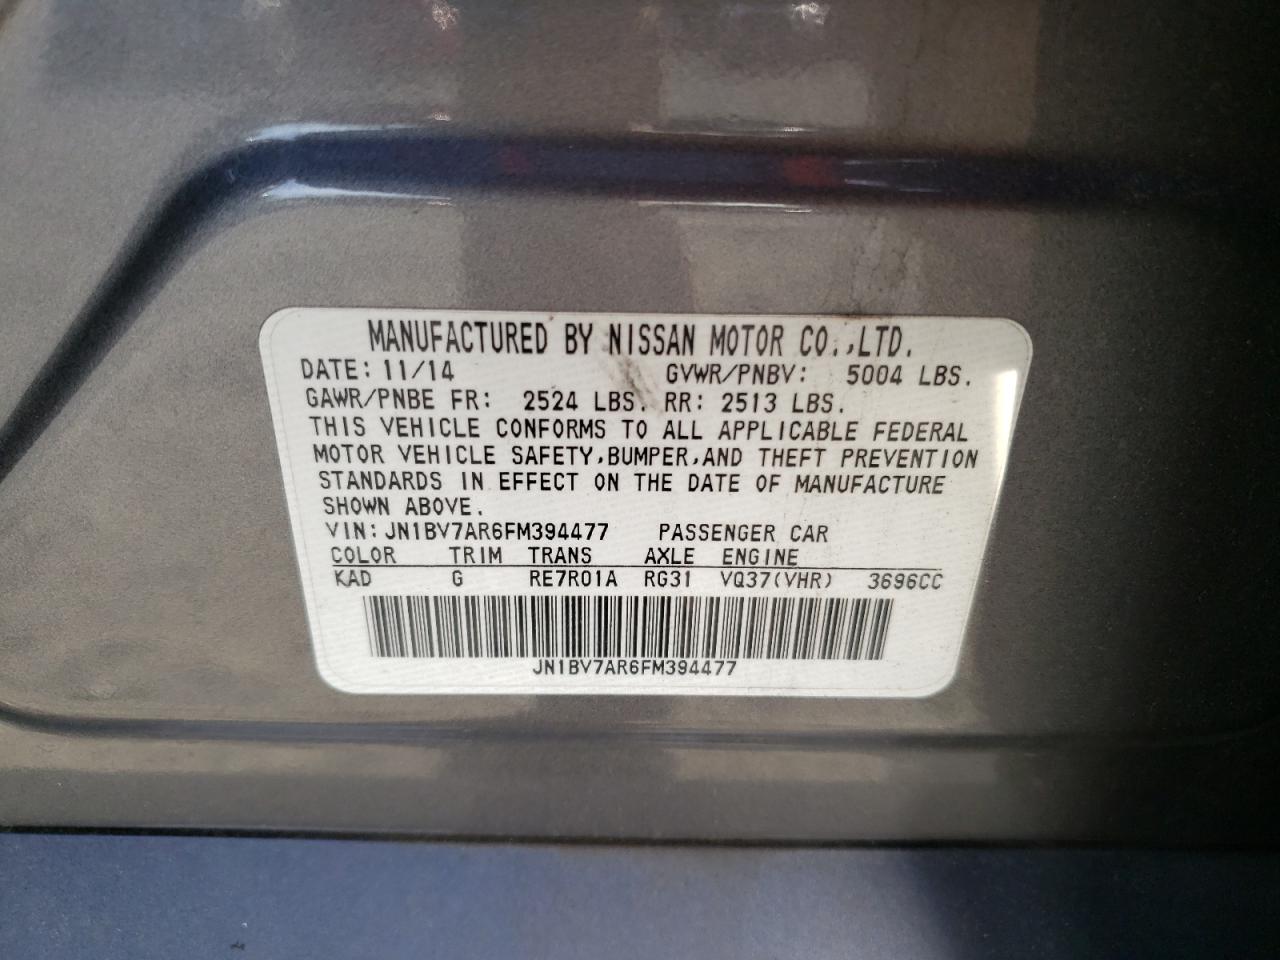 MANUFACTURED BY NISSAN MOTOR CO.,LTD.
DATE: 11/14 GVWR/PNBV: 5004 LBS.
GAWR/PNBE FR: 2524 LBS. RR: 2513 LBS.
THIS VEHICLE CONFORMS TO ALL APPLICABLE FEDERAL
MOTOR VEHICLE SAFETY,BUMPER,AND THEFT PREVENTION
STANDARDS IN EFFECT ON THE DATE OF MANUFACTURE
SHOWN ABOVE.
VIN: JN1BV7AR6FM394477 PASSENGER CAR
COLOR TRIM TRANS AXLE ENGINE
KAD G RE7R01A RG31 VQ37(VHR) 3696CC
JN1BV7AR6FM394477